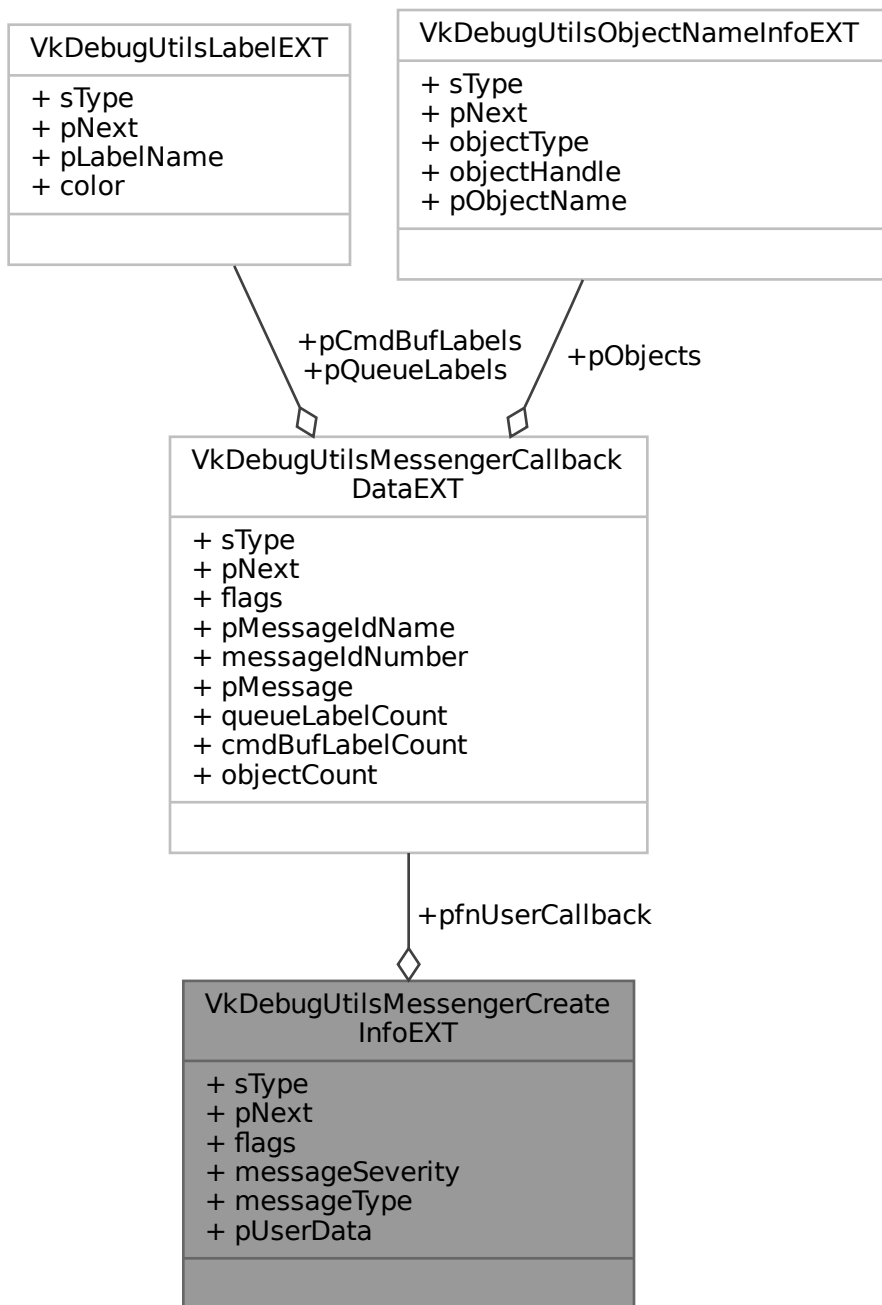 VkDebugUtilsLabelEXT
+ sType
+ pNext
+ pLabelName
+ color
VkDebugUtilsObjectNameInfoEXT
+ sType
+ pNext
+ objectType
+ objectHandle
+ pObjectName
+pCmdBufLabels
+pQueueLabels
+pObjects
VkDebugUtilsMessengerCallback
DataEXT
+ sType
+ pNext
+ flags
+ pMessageIdName
+ messageIdNumber
+ pMessage
+ queueLabelCount
+ cmdBufLabelCount
+ objectCount
+pfnUserCallback
VkDebugUtilsMessengerCreate
InfoEXT
+ sType
+ pNext
+ flags
+ messageSeverity
+ messageType
+ pUserData